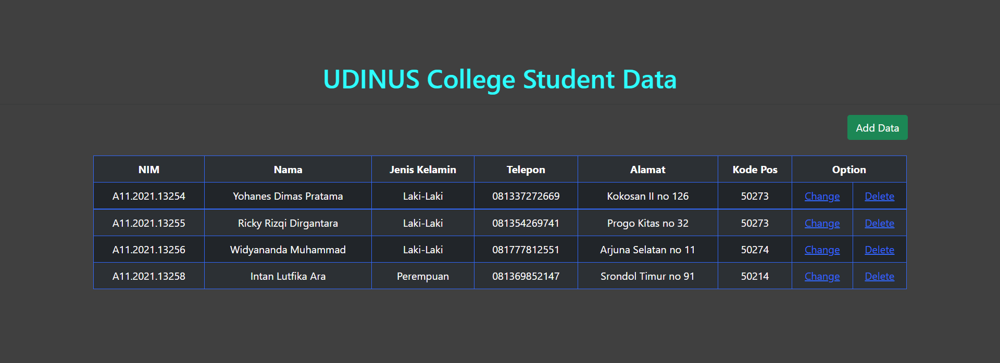 UDINUS College Student Data
Add Data
NIM Nama Jenis Kelamin Telepon Alamat Kode Pos Option
A11.2021.13254 Yohanes Dimas Pratama Laki-Laki 081337272669 Kokosan II no 126 50273 Change Delete
A11.2021.13255 Ricky Rizqi Dirgantara Laki-Laki 081354269741 Progo Kitas no 32 50273 Change Delete
A11.2021.13256 Widyananda Muhammad Laki-Laki 081777812551 Arjuna Selatan no 11 50274 Change Delete
A11.2021.13258 Intan Lutfika Ara Perempuan 081369852147 Srondol Timur no 91 50214 Change Delete